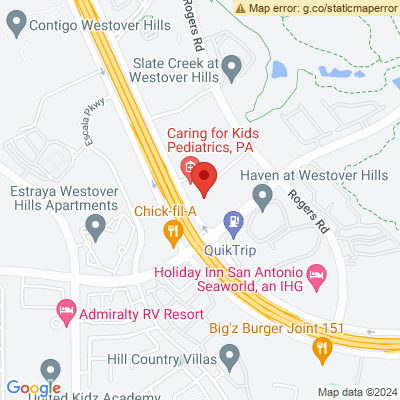 Map error: g.co/staticmaperror
Contigo Westover Hills
Rogers Rd
Slate Creek at
Westover Hills
Escala Pkwy
Caring for Kids
Pediatrics, PA
Estraya Westover
Hills Apartments
Haven at Westover Hills
Rogers Rd
Chick-fil-A
QuikTrip
Holiday Inn San Antonio
Seaworld, an IHG
Admiralty RV Resort
Big'z Burger Joint 151
Hill Country Villas
United Kidz Academy
Google
Map data ©2024